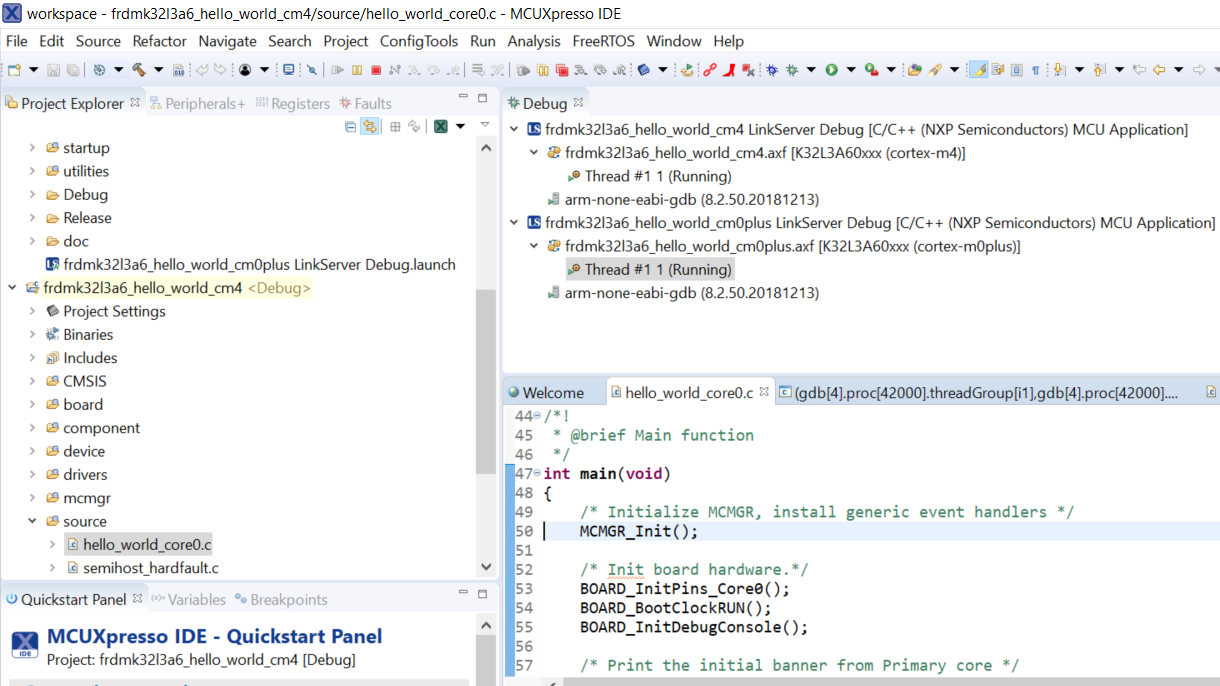 workspace - frdmk32l3a6_hello_world_cm4/source/hello_world_core0.c - MCUXpresso IDE
File Edit Source Refactor Navigate Search Project ConfigTools Run Analysis FreeRTOS Window Help
Project Explorer Peripherals+ Registers Faults
startup
utilities
Debug
Release
doc
frdmk32l3a6_hello_world_cm0plus LinkServer Debug.launch
frdmk32l3a6_hello_world_cm4 <Debug>
Project Settings
Binaries
Includes
CMSIS
board
component
device
drivers
mcmgr
source
hello_world_core0.c
semihost_hardfault.c
Quickstart Panel Variables Breakpoints
MCUXpresso IDE - Quickstart Panel
IDE
Project: frdmk32l3a6_hello_world_cm4 [Debug]
Debug
frdmk32l3a6_hello_world_cm4 LinkServer Debug [C/C++ (NXP Semiconductors) MCU Application]
frdmk32l3a6_hello_world_cm4.axf [K32L3A60xxx (cortex-m4)]
Thread #1 1 (Running)
arm-none-eabi-gdb (8.2.50.20181213)
frdmk32l3a6_hello_world_cm0plus LinkServer Debug [C/C++ (NXP Semiconductors) MCU Application]
frdmk32l3a6_hello_world_cm0plus.axf [K32L3A60xxx (cortex-m0plus)]
Thread #1 1 (Running)
arm-none-eabi-gdb (8.2.50.20181213)
Welcome hello_world_core0.c (gdb[4].proc[42000].threadGroup[i1],gdb[4].proc[42000]....
44 /*!
45 * @brief Main function
46 */
47 int main(void)
48 {
49 /* Initialize MCMGR, install generic event handlers */
50 MCMGR_Init();
51
52 /* Init board hardware.*/
53 BOARD_InitPins_Core0();
54 BOARD_BootClockRUN();
55 BOARD_InitDebugConsole();
56
57 /* Print the initial banner from Primary core */